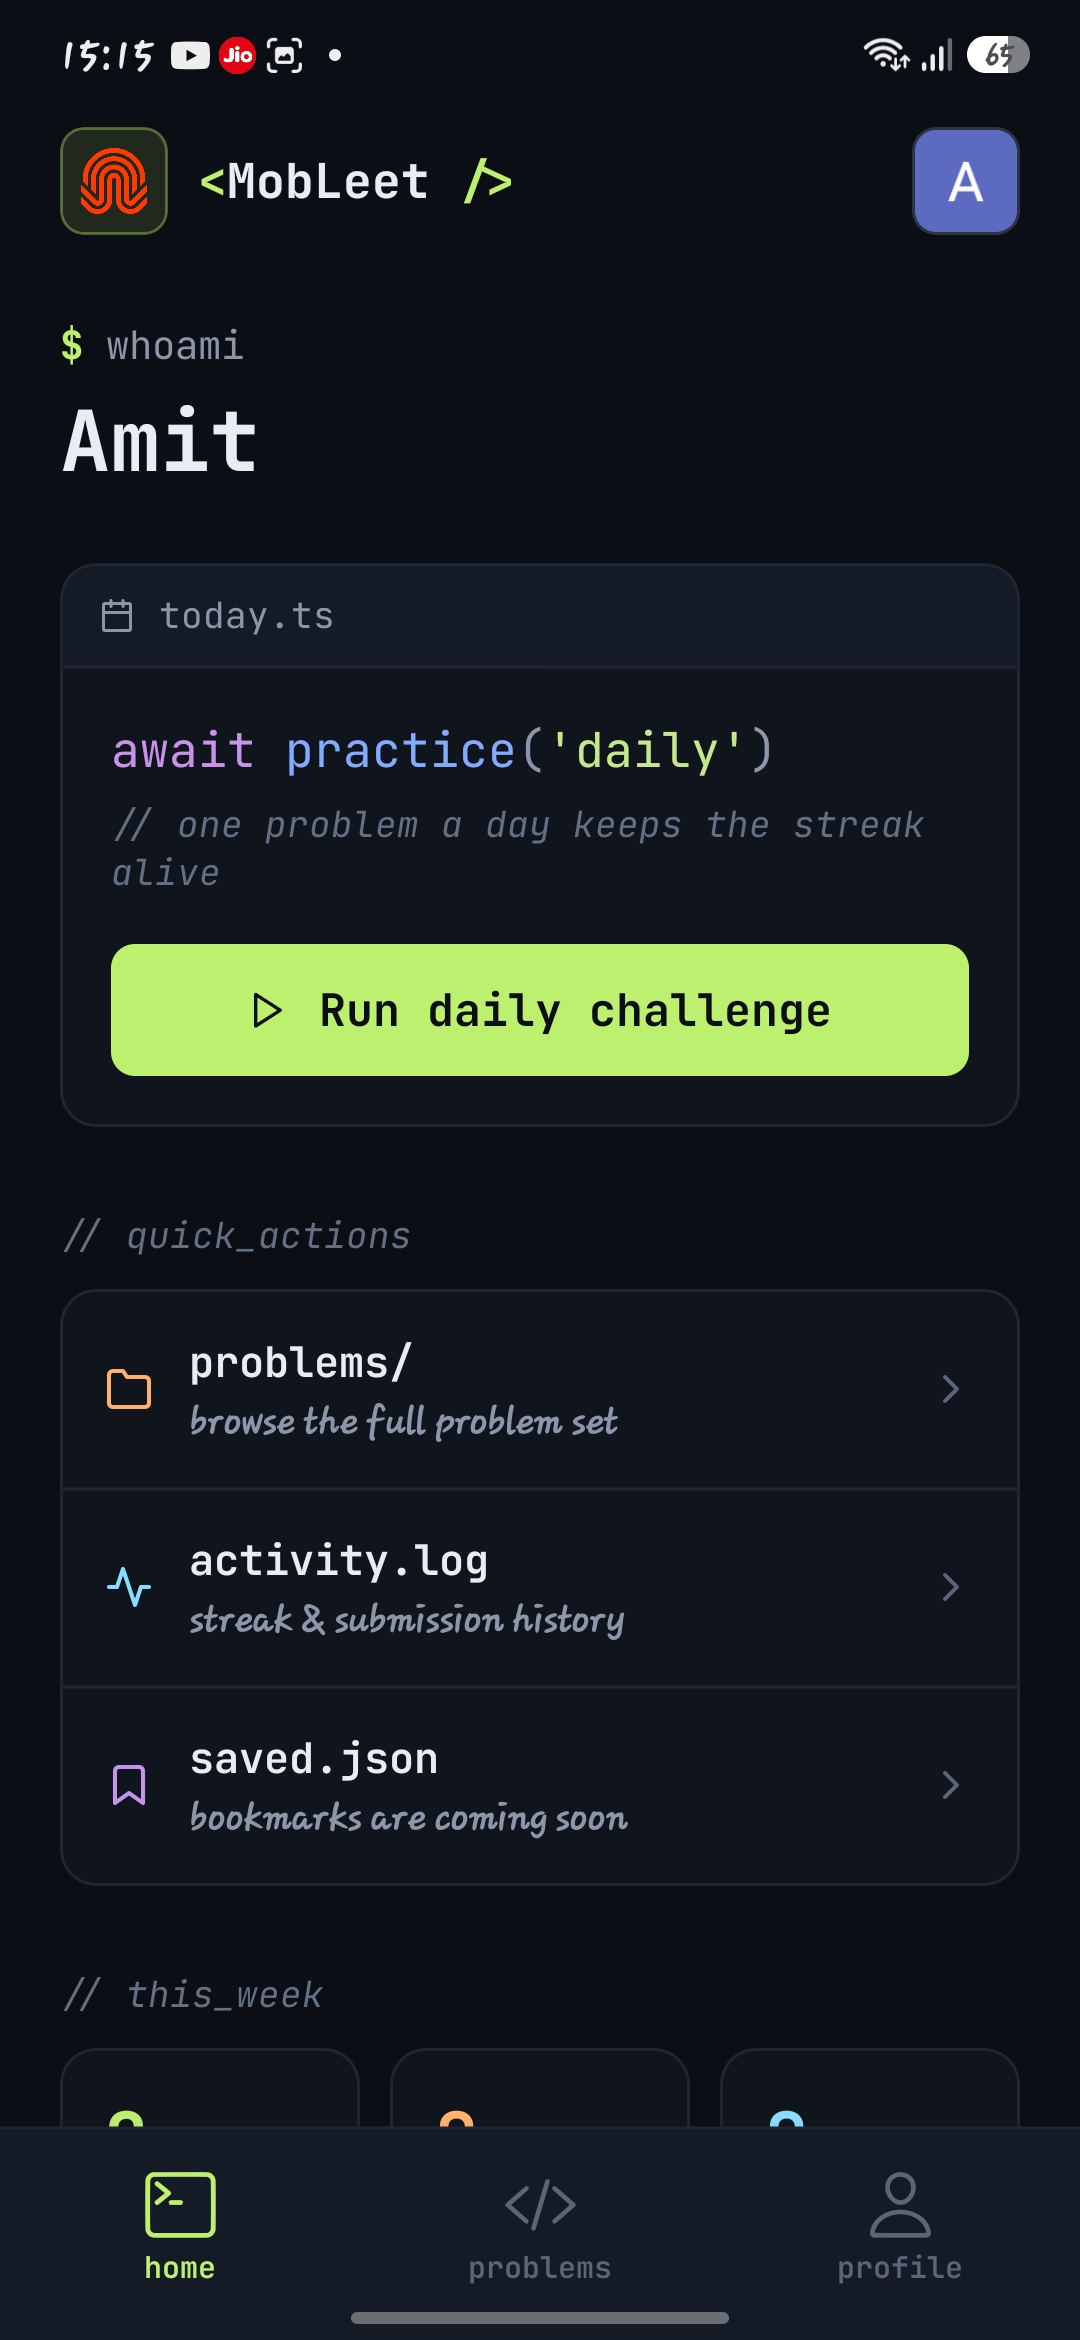 15:15 Jio 65
<MobLeet />
A
$ whoami
Amit
today.ts
await practice('daily')
// one problem a day keeps the streak
alive
Run daily challenge
// quick_actions
problems/
browse the full problem set
activity.log
streak & submission history
saved.json
bookmarks are coming soon
// this_week
home problems profile